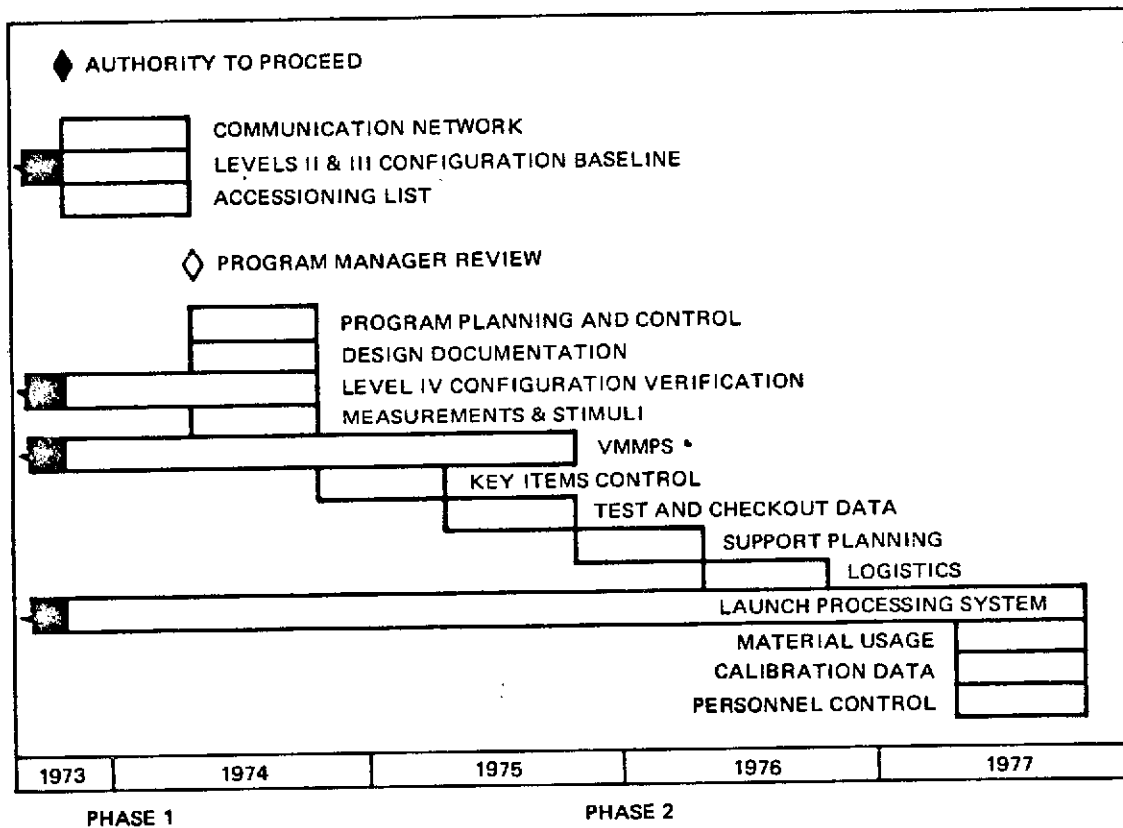 AUTHORITY TO PROCEED
COMMUNICATION NETWORK
LEVELS II & III CONFIGURATION BASELINE
ACCESSIONING LIST
PROGRAM MANAGER REVIEW
PROGRAM PLANNING AND CONTROL
DESIGN DOCUMENTATION
LEVEL IV CONFIGURATION VERIFICATION
MEASUREMENTS & STIMULI
VMMPS *
KEY ITEMS CONTROL
TEST AND CHECKOUT DATA
SUPPORT PLANNING
LOGISTICS
LAUNCH PROCESSING SYSTEM
MATERIAL USAGE
CALIBRATION DATA
PERSONNEL CONTROL
1973 1974 1975 1976 1977
PHASE 1 PHASE 2